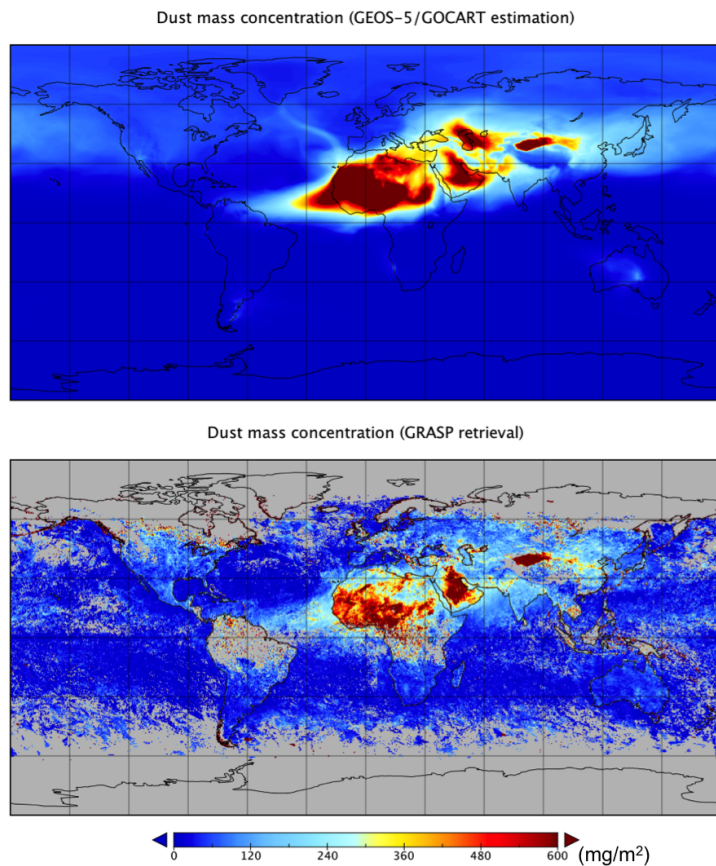 Dust mass concentration (GEOS-5/GOCART estimation)
Dust mass concentration (GRASP retrieval)
0 120 240 360 480 600 (mg/m²)